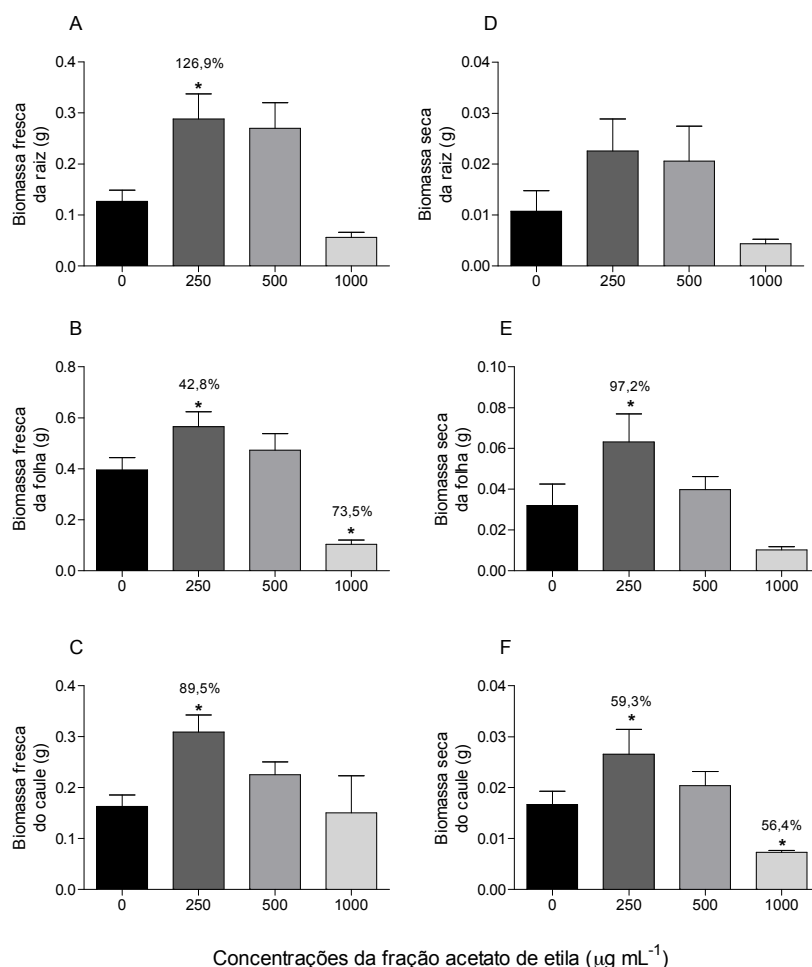 A
126,9%
*
Biomassa fresca
da raiz (g)
0.4
0.3
0.2
0.1
0.0
0 250 500 1000
D
Biomassa seca
da raiz (g)
0.04
0.03
0.02
0.01
0.00
0 250 500 1000
B
42,8%
*
73,5%
*
Biomassa fresca
da folha (g)
0.8
0.6
0.4
0.2
0.0
0 250 500 1000
E
97,2%
*
Biomassa seca
da folha (g)
0.10
0.08
0.06
0.04
0.02
0.00
0 250 500 1000
C
89,5%
*
Biomassa fresca
do caule (g)
0.4
0.3
0.2
0.1
0.0
0 250 500 1000
F
59,3%
*
56,4%
*
Biomassa seca
do caule (g)
0.04
0.03
0.02
0.01
0.00
0 250 500 1000
Concentrações da fração acetato de etila (µg mL⁻¹)